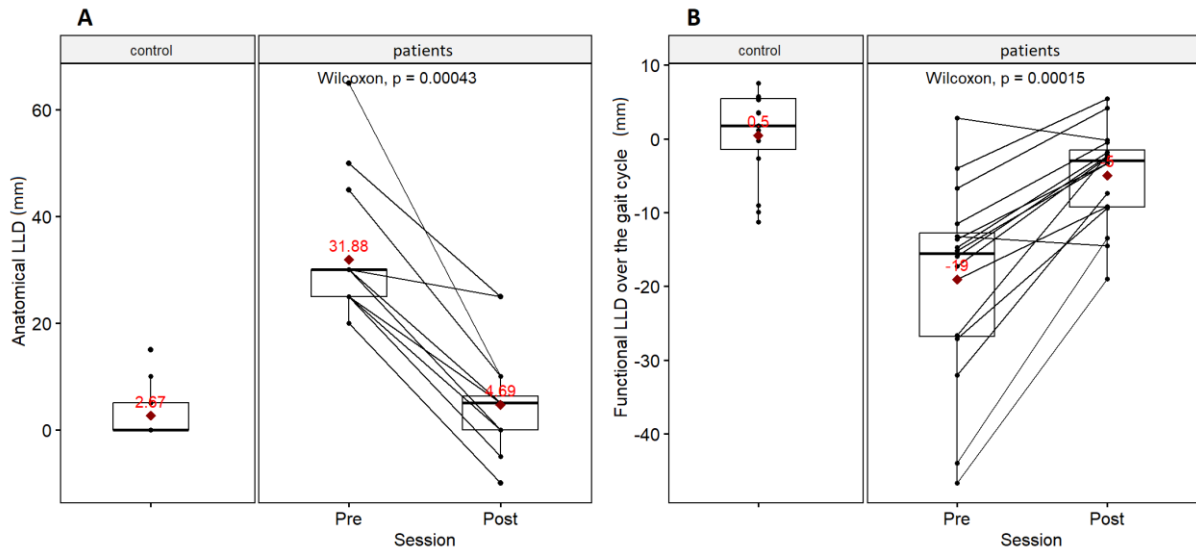 A
control
patients
Wilcoxon, p = 0.00043
Anatomical LLD (mm)
60
40
20
0
2.67
31.88
4.69
Pre
Post
Session
B
control
patients
Wilcoxon, p = 0.00015
Functional LLD over the gait cycle (mm)
10
0
-10
-20
-30
-40
0.5
-19
-5
Pre
Post
Session